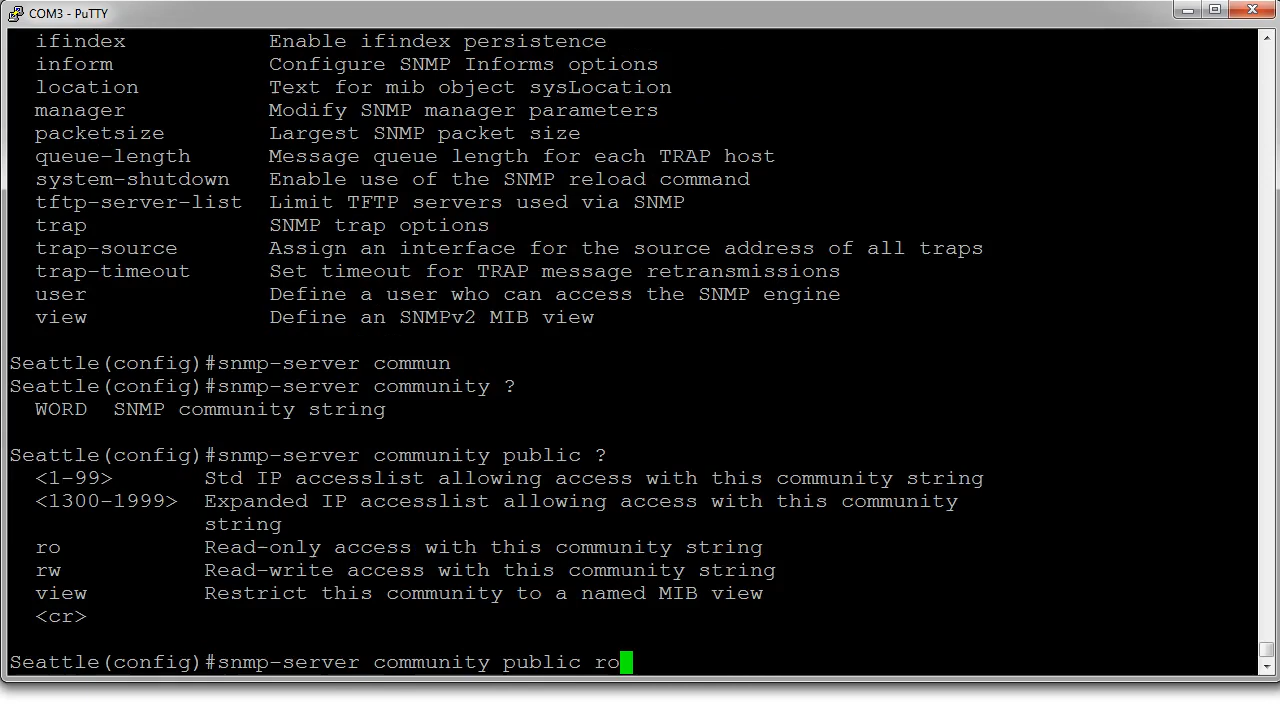 COM3 - PuTTY
ifindex Enable ifindex persistence
inform Configure SNMP Informs options
location Text for mib object sysLocation
manager Modify SNMP manager parameters
packetsize Largest SNMP packet size
queue-length Message queue length for each TRAP host
system-shutdown Enable use of the SNMP reload command
tftp-server-list Limit TFTP servers used via SNMP
trap SNMP trap options
trap-source Assign an interface for the source address of all traps
trap-timeout Set timeout for TRAP message retransmissions
user Define a user who can access the SNMP engine
view Define an SNMPv2 MIB view
Seattle(config)#snmp-server commun
Seattle(config)#snmp-server community ?
WORD SNMP community string
Seattle(config)#snmp-server community public ?
<1-99> Std IP accesslist allowing access with this community string
<1300-1999> Expanded IP accesslist allowing access with this community
string
ro Read-only access with this community string
rw Read-write access with this community string
view Restrict this community to a named MIB view
<cr>
Seattle(config)#snmp-server community public ro